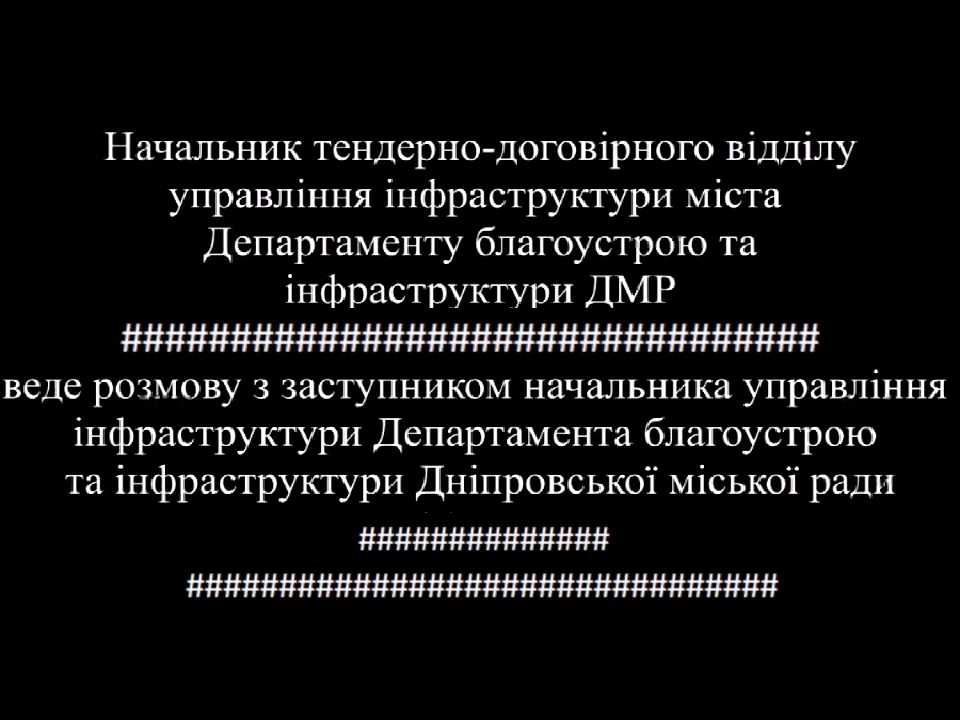 Начальник тендерно-договірного відділу
управління інфраструктури міста
Департаменту благоустрою та
інфраструктури ДМР
################################
веде розмову з заступником начальника управління
інфраструктури Департамента благоустрою
та інфраструктури Дніпровської міської ради
##############
################################